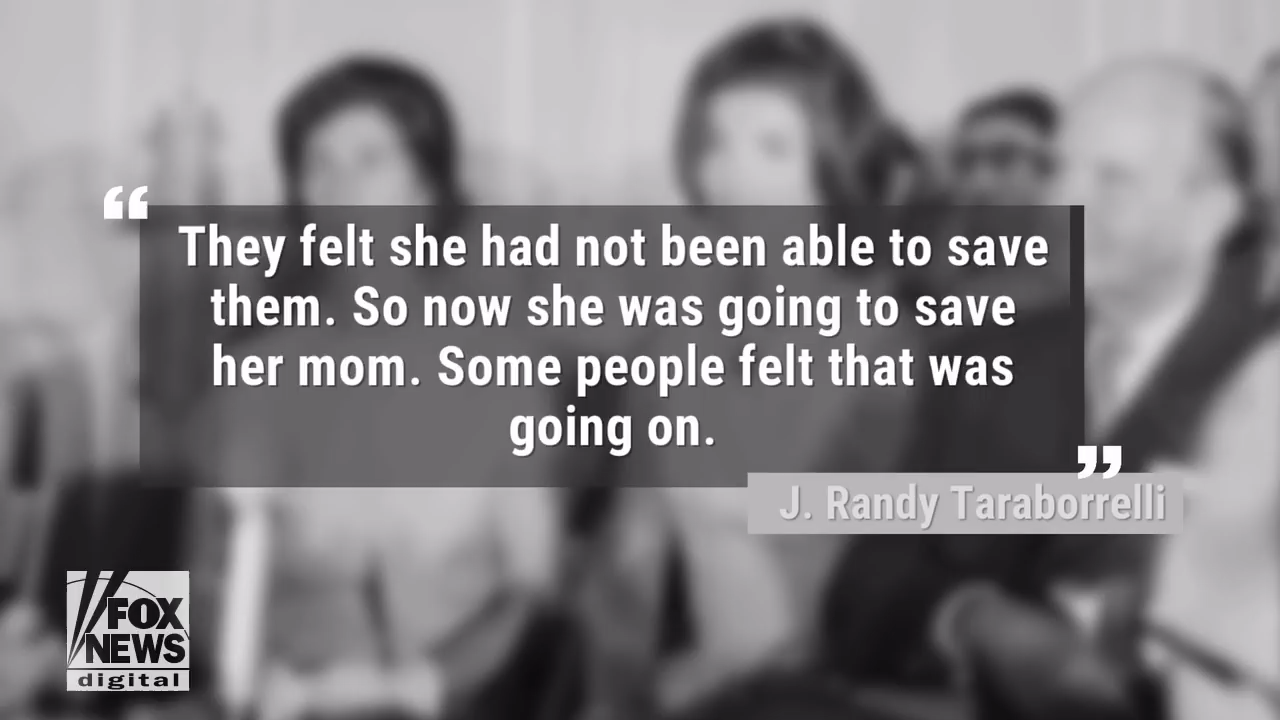 “
They felt she had not been able to save
them. So now she was going to save
her mom. Some people felt that was
going on.
”
J. Randy Taraborrelli
FOX
NEWS
digital